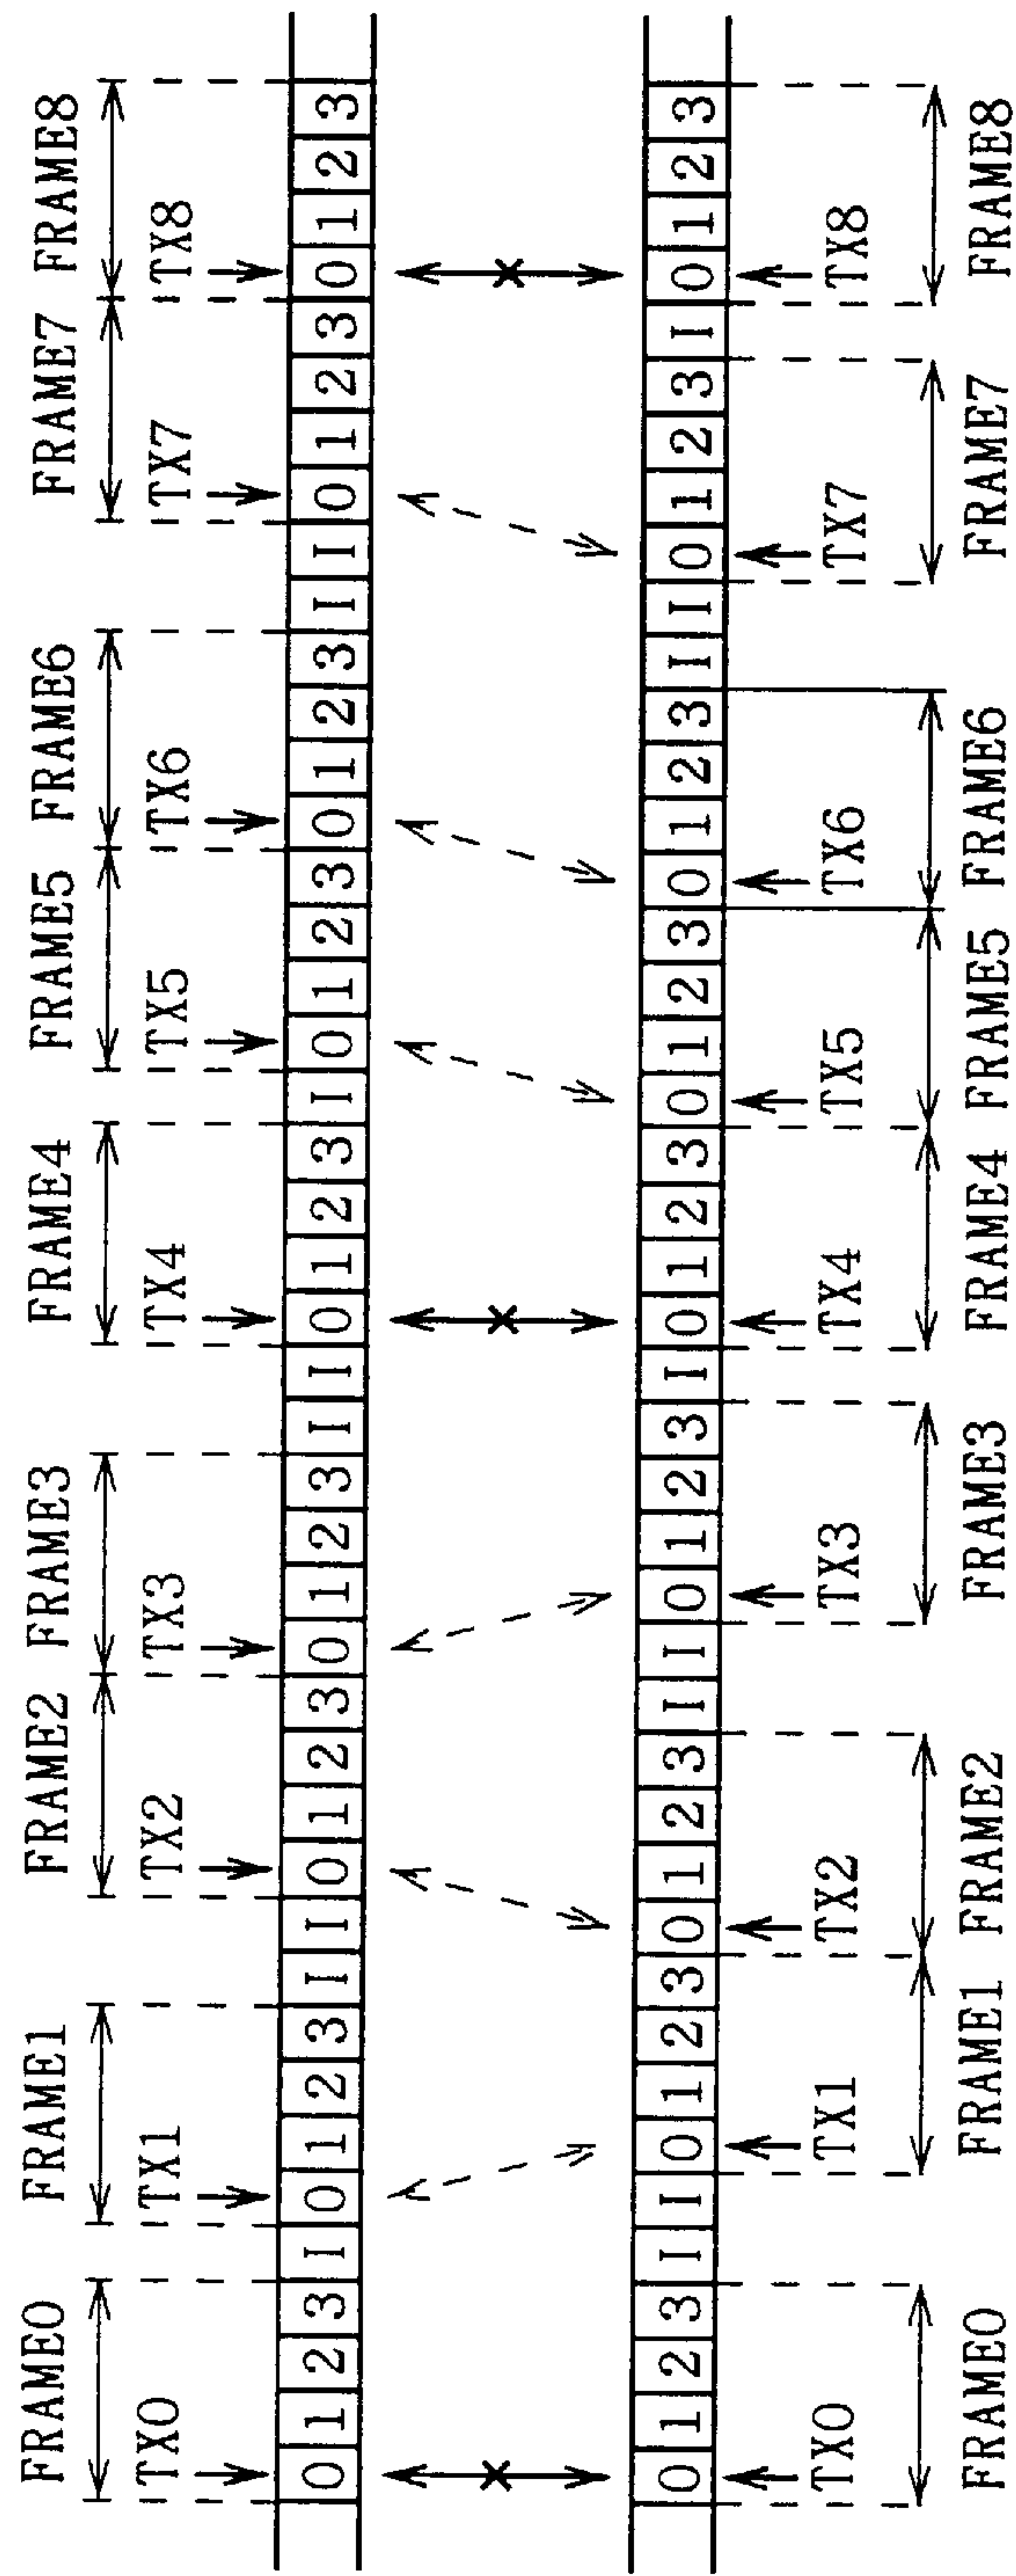 FRAME0 FRAME1 FRAME2 FRAME3 FRAME4 FRAME5 FRAME6 FRAME7 FRAME8
TX0 TX1 TX2 TX3 TX4 TX5 TX6 TX7 TX8
0 1 2 3 I 0 1 2 3 I I 0 1 2 3 0 1 2 3 I I 0 1 2 3 I 0 1 2 3 0 1 2 3 I I 0 1 2 3 0 1 2 3
0 1 2 3 I I 0 1 2 3 0 1 2 3 I I 0 1 2 3 I 0 1 2 3 0 1 2 3 0 1 2 3 I I 0 1 2 3 I 0 1 2 3
TX0 TX1 TX2 TX3 TX4 TX5 TX6 TX7 TX8
FRAME0 FRAME1 FRAME2 FRAME3 FRAME4 FRAME5 FRAME6 FRAME7 FRAME8